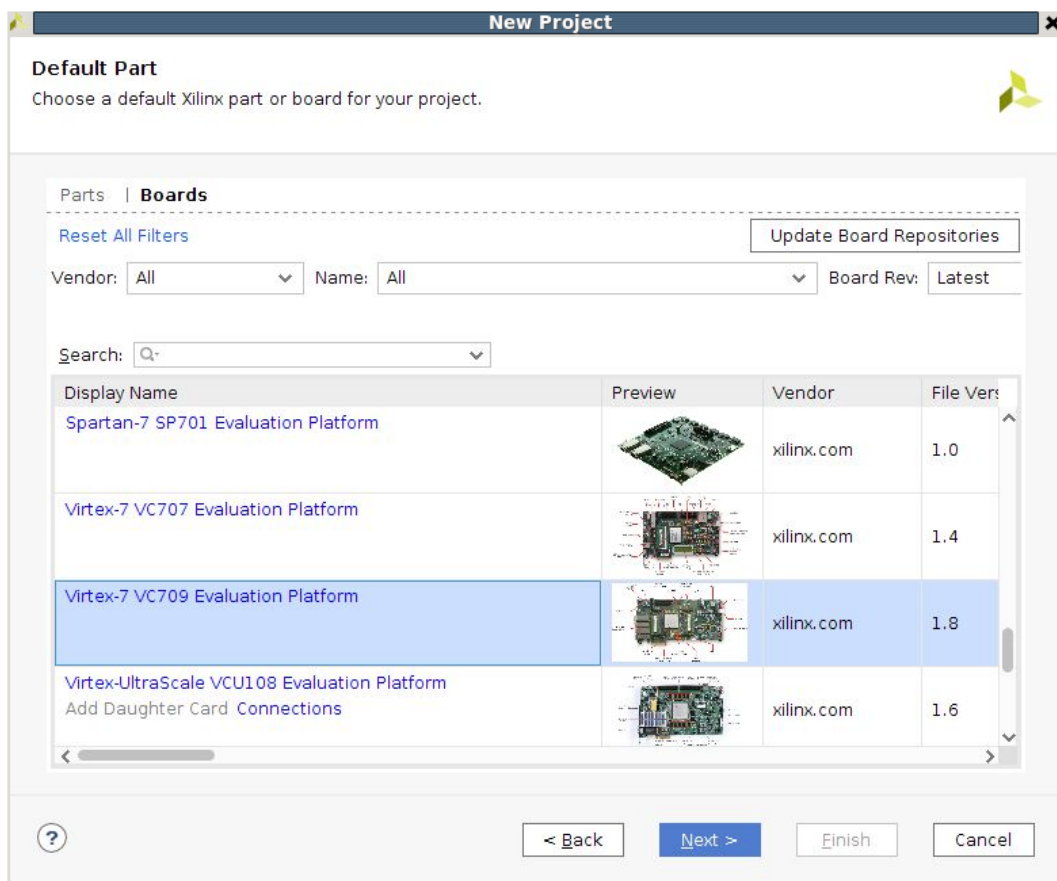 New Project
Default Part
Choose a default Xilinx part or board for your project.
Parts | Boards
Reset All Filters
Update Board Repositories
Vendor: All
Name: All
Board Rev: Latest
Search:
Display Name Preview Vendor File Vers
Spartan-7 SP701 Evaluation Platform
xilinx.com 1.0
Virtex-7 VC707 Evaluation Platform
xilinx.com 1.4
Virtex-7 VC709 Evaluation Platform
xilinx.com 1.8
Virtex-UltraScale VCU108 Evaluation Platform
Add Daughter Card Connections
xilinx.com 1.6
?
< Back Next > Finish Cancel